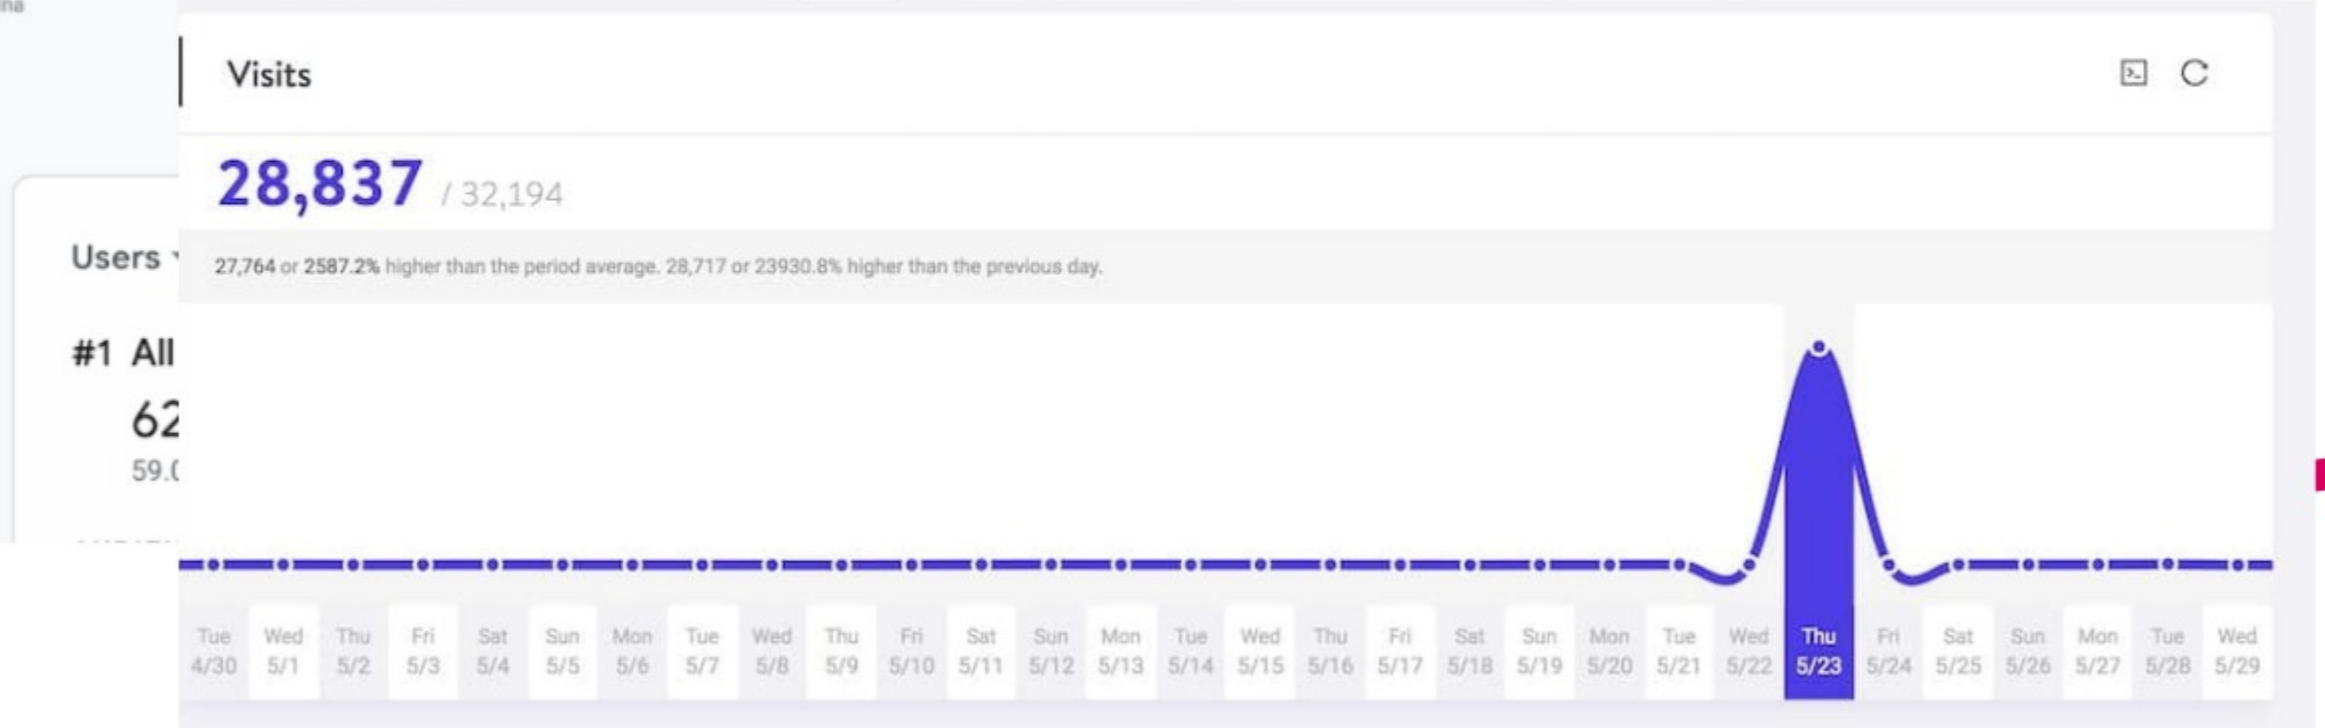 Visits
28,837 / 32,194
Users
27,764 or 2587.2% higher than the period average. 28,717 or 23930.8% higher than the previous day.
#1 All
62
59.0
Tue Wed Thu Fri Sat Sun Mon Tue Wed Thu Fri Sat Sun Mon Tue Wed Thu Fri Sat Sun Mon Tue Wed Thu Fri Sat Sun Mon Tue Wed
4/30 5/1 5/2 5/3 5/4 5/5 5/6 5/7 5/8 5/9 5/10 5/11 5/12 5/13 5/14 5/15 5/16 5/17 5/18 5/19 5/20 5/21 5/22 5/23 5/24 5/25 5/26 5/27 5/28 5/29